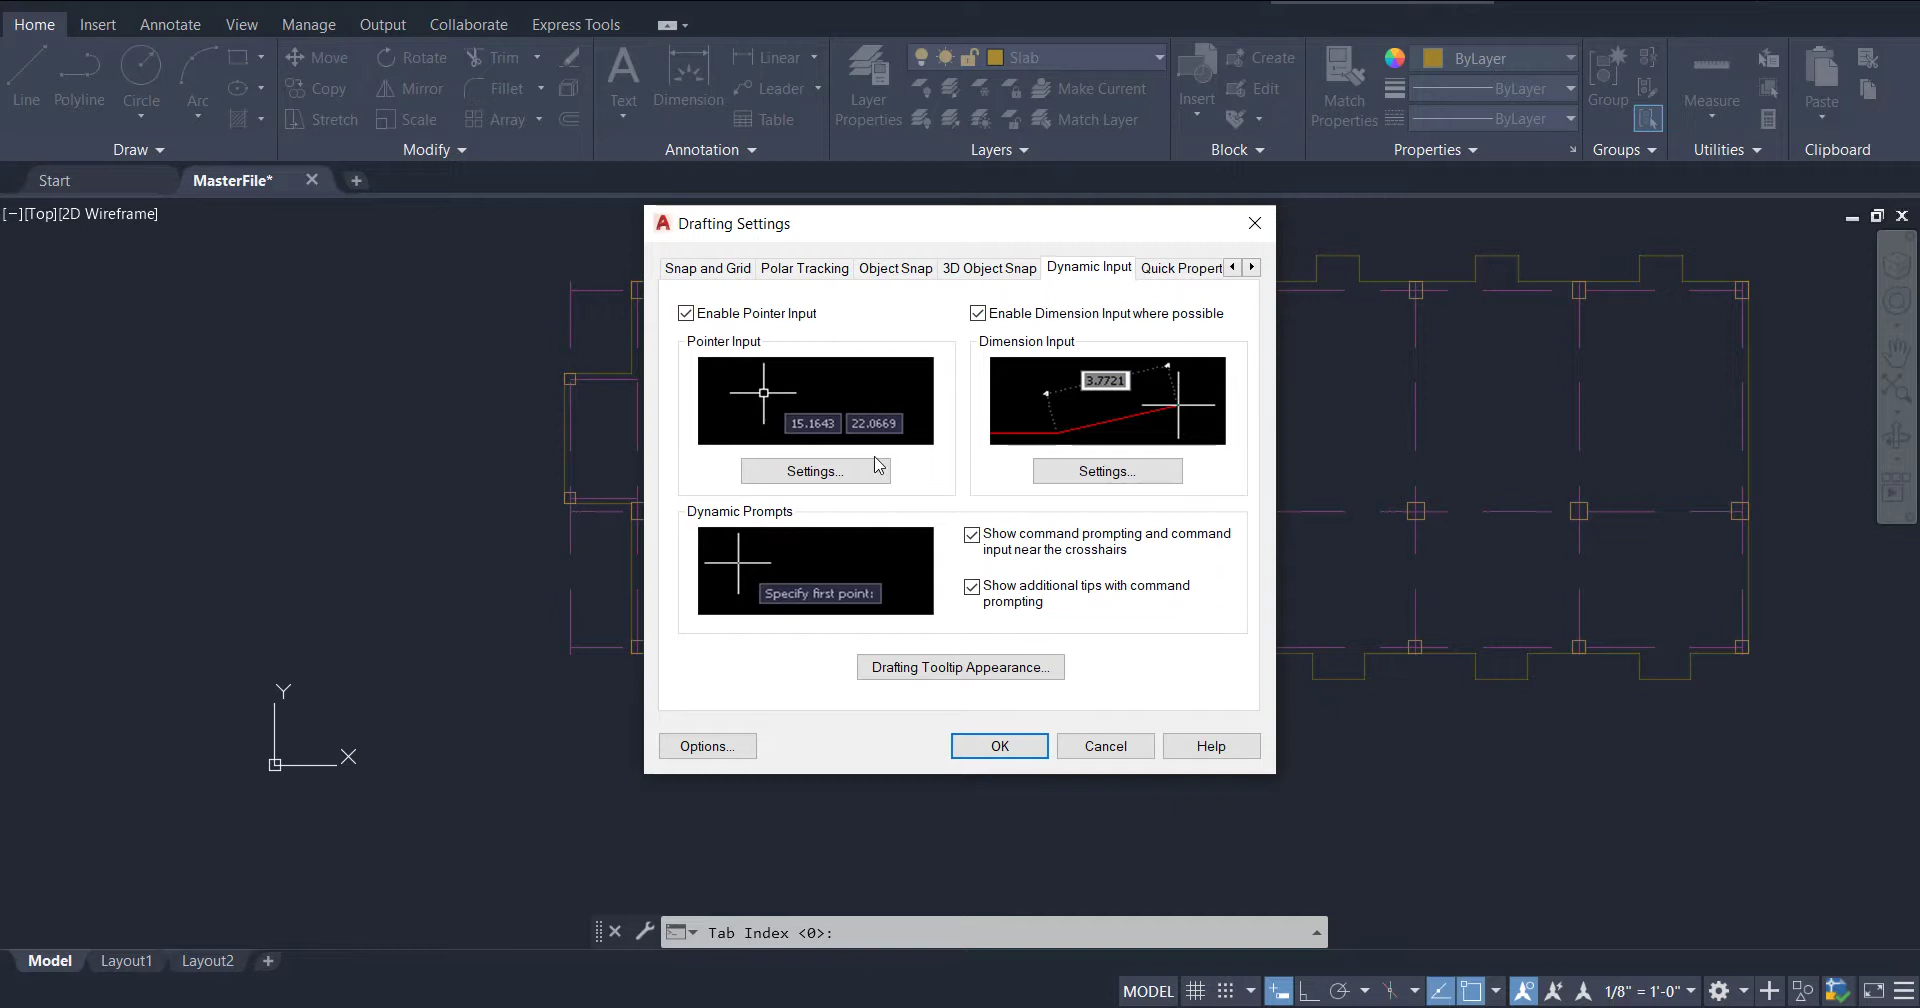 Home Insert Annotate View Manage Output Collaborate Express Tools
Line Polyline Circle Arc
Move Rotate Trim
Copy Mirror Fillet
Stretch Scale Array
Text Dimension
Linear
Leader
Table
Layer Properties
Slab
Make Current
Match Layer
Insert
Create
Edit
Match Properties
ByLayer
ByLayer
ByLayer
Group
Measure
Paste
Draw Modify Annotation Layers Block Properties Groups Utilities Clipboard
Start MasterFile*
[−][Top][2D Wireframe]
Drafting Settings
Snap and Grid Polar Tracking Object Snap 3D Object Snap Dynamic Input Quick Propert
Enable Pointer Input
Enable Dimension Input where possible
Pointer Input
Dimension Input
15.1643 22.0669
3.7721
Settings...
Settings...
Dynamic Prompts
Specify first point:
Show command prompting and command
input near the crosshairs
Show additional tips with command
prompting
Drafting Tooltip Appearance...
Options... OK Cancel Help
Y
X
Tab Index <0>:
Model Layout1 Layout2
MODEL 1/8" = 1'-0"